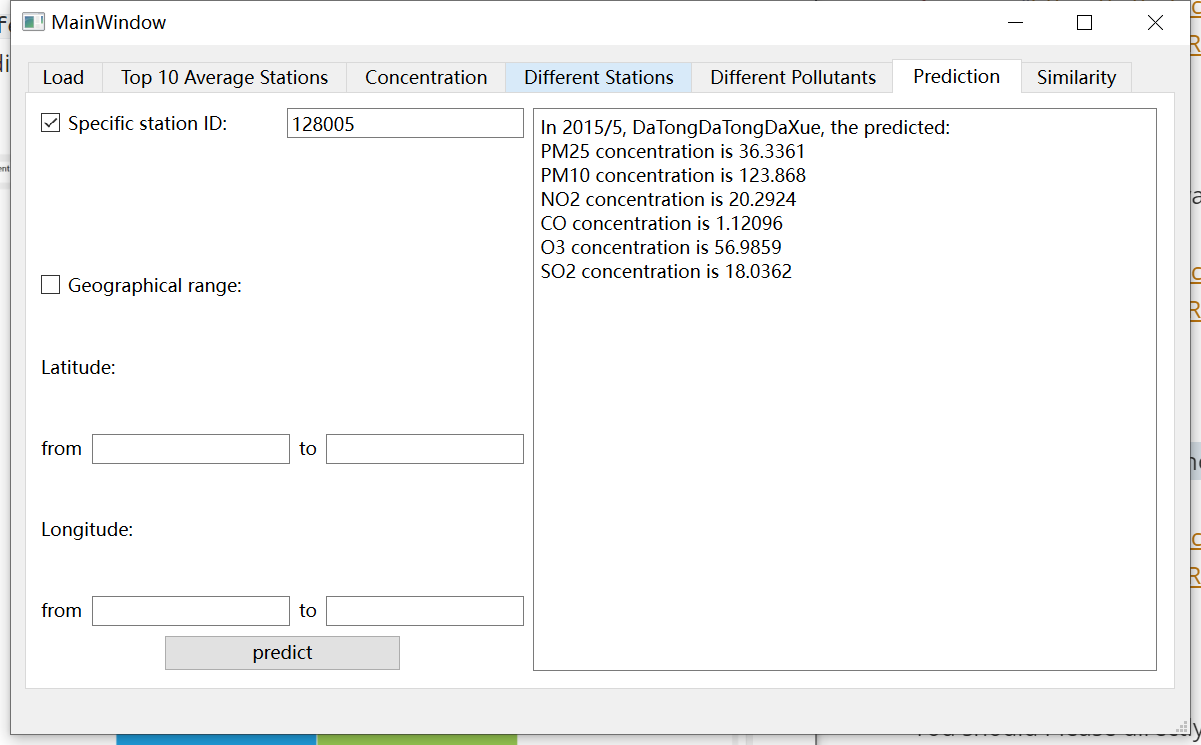 MainWindow
Load
Top 10 Average Stations
Concentration
Different Stations
Different Pollutants
Prediction
Similarity
Specific station ID:
128005
Geographical range:
Latitude:
from
to
Longitude:
from
to
predict
In 2015/5, DaTongDaTongDaXue, the predicted:
PM25 concentration is 36.3361
PM10 concentration is 123.868
NO2 concentration is 20.2924
CO concentration is 1.12096
O3 concentration is 56.9859
SO2 concentration is 18.0362